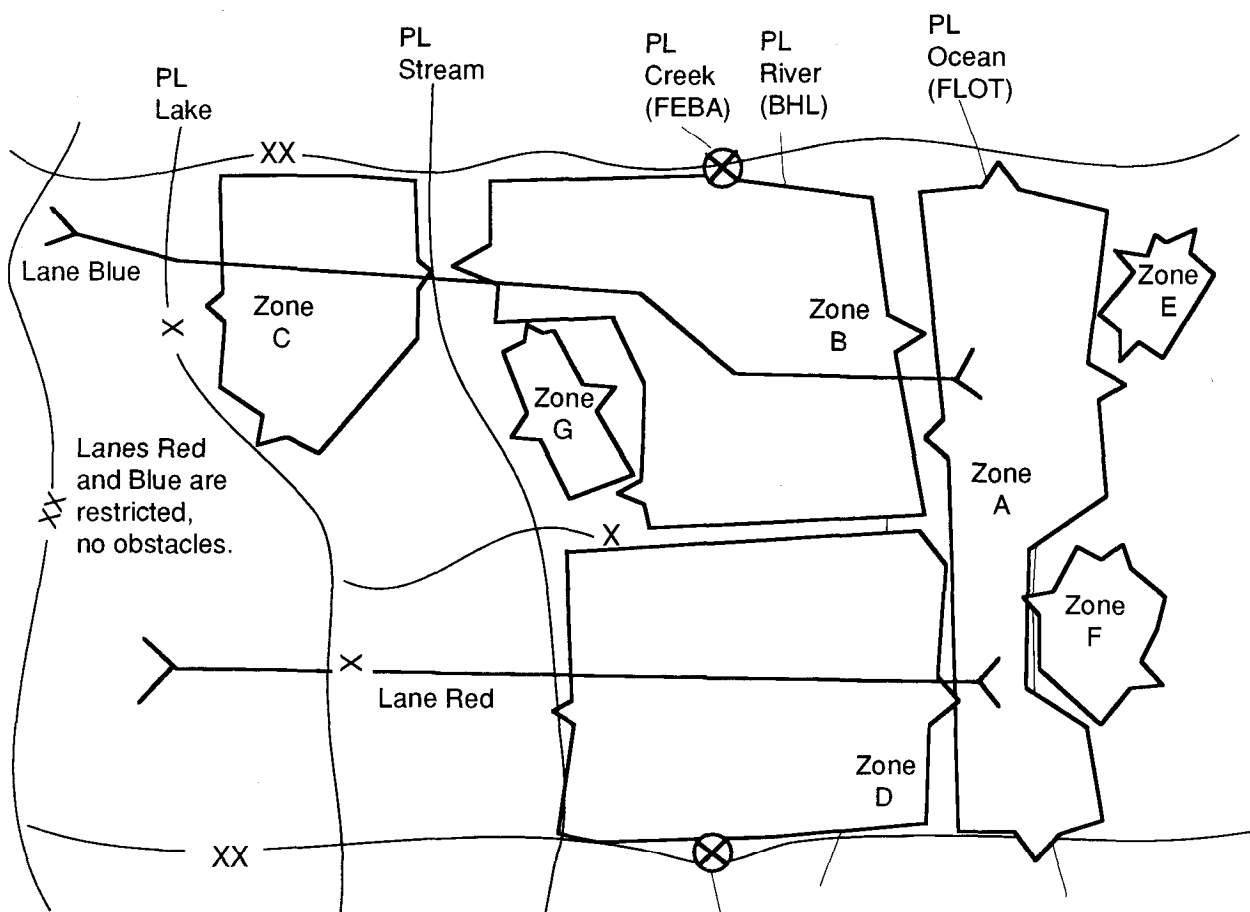 PL
Lake
PL
Stream
PL
Creek
(FEBA)
PL
River
(BHL)
PL
Ocean
(FLOT)
XX
Lane Blue
X
Zone
C
Zone
B
Zone
E
Zone
G
Lanes Red
and Blue are
restricted,
no obstacles.
XX
Zone
A
X
Zone
F
X
Lane Red
Zone
D
XX